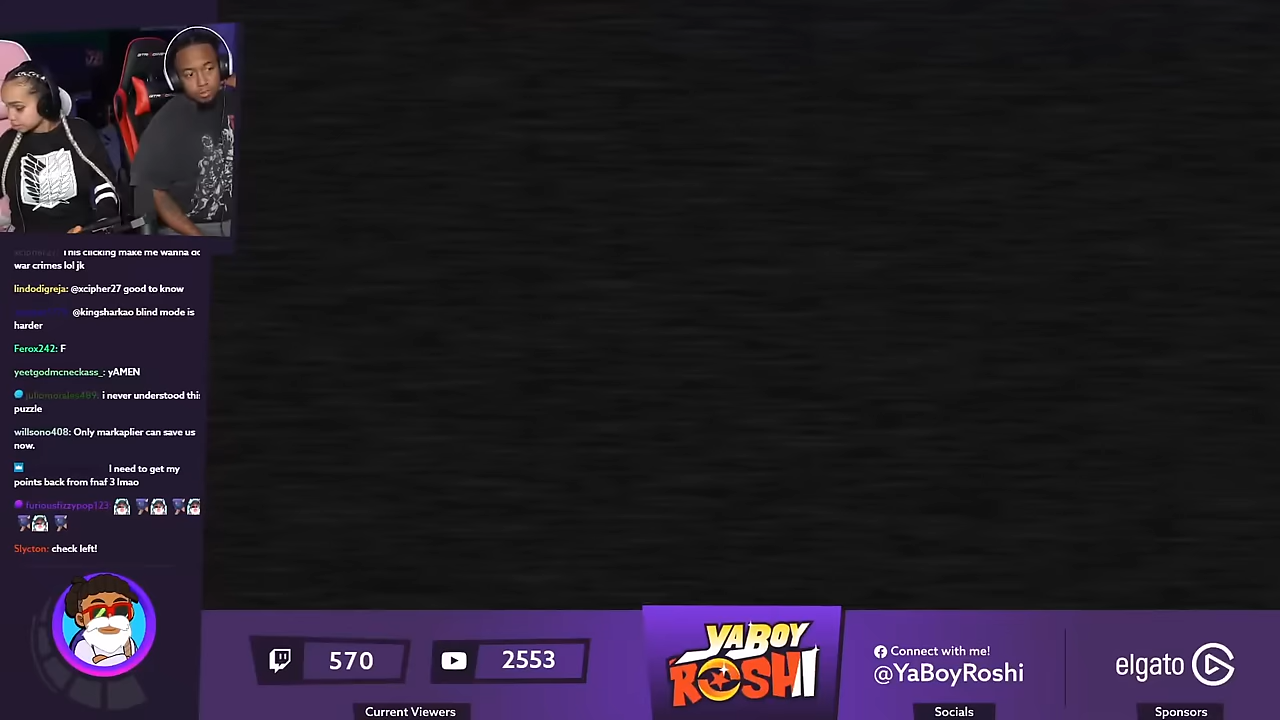 This clicking make me wanna do
war crimes lol jk
lindodigreja: @xcipher27 good to know
@kingsharkao blind mode is
harder
Ferox242: F
yeetgodmcneckass_: yAMEN
juliomorales489: i never understood this
puzzle
willsono408: Only markaplier can save us
now.
I need to get my
points back from fnaf 3 lmao
furiousfizzypop123:
Slycton: check left!
570
2553
Current Viewers
YABOY
ROSHI
Connect with me!
@YaBoyRoshi
Socials
elgato
Sponsors